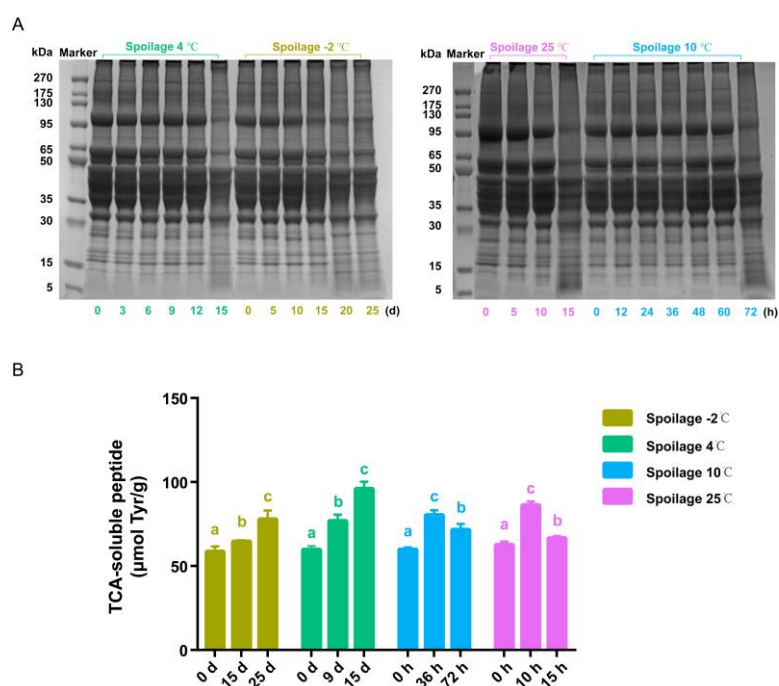 A
kDa Marker Spoilage 4 ℃ Spoilage -2 ℃
270
175
130
95
65
50
35
30
15
5
0 3 6 9 12 15 0 5 10 15 20 25 (d)
kDa Marker Spoilage 25 ℃ Spoilage 10 ℃
270
175
130
95
65
50
35
30
15
5
0 5 10 15 0 12 24 36 48 60 72 (h)
B
TCA-soluble peptide
(μmol Tyr/g)
150
100
50
0
a b c
a b c
a c b
a c b
0 d 15 d 25 d 0 d 9 d 15 d 0 h 36 h 72 h 0 h 10 h 15 h
Spoilage -2℃
Spoilage 4℃
Spoilage 10℃
Spoilage 25℃